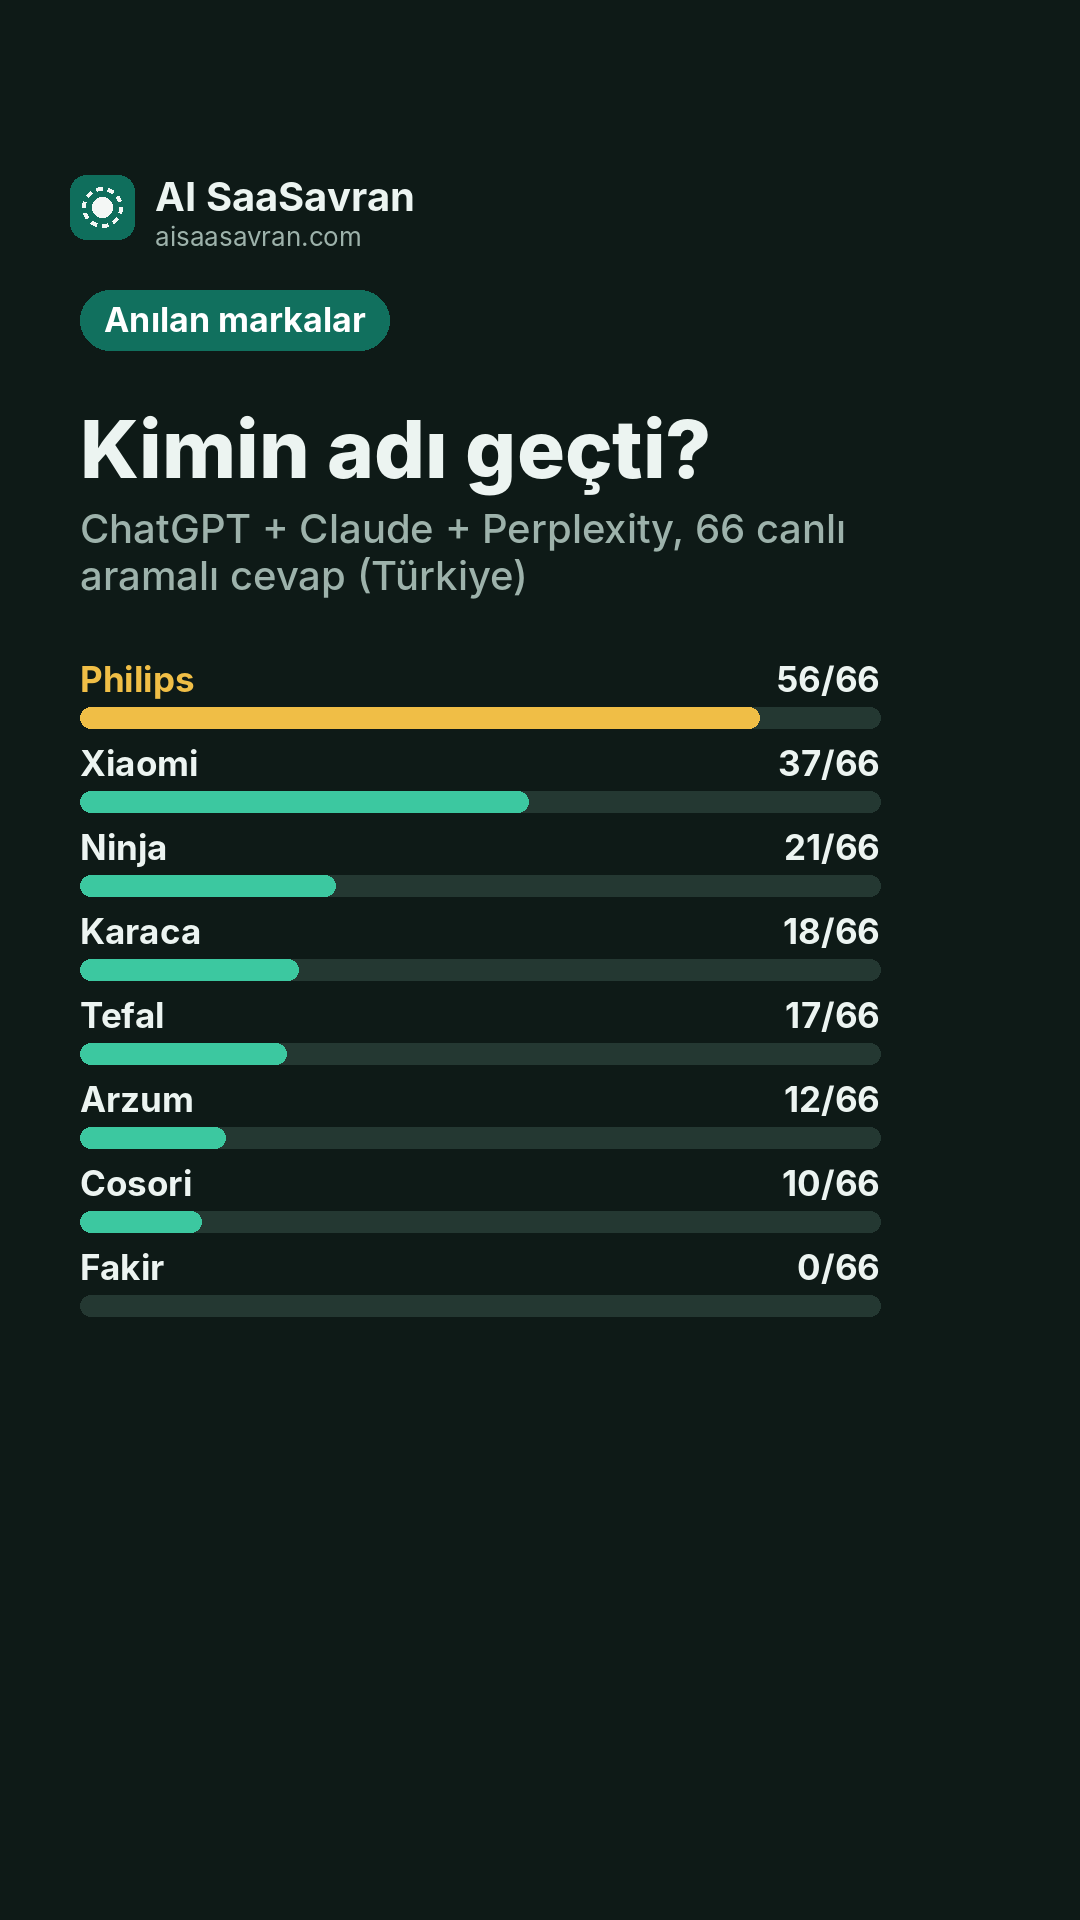 AI SaaSavran
aisaasavran.com
Anılan markalar
Kimin adı geçti?
ChatGPT + Claude + Perplexity, 66 canlı
aramalı cevap (Türkiye)
Philips 56/66
Xiaomi 37/66
Ninja 21/66
Karaca 18/66
Tefal 17/66
Arzum 12/66
Cosori 10/66
Fakir 0/66